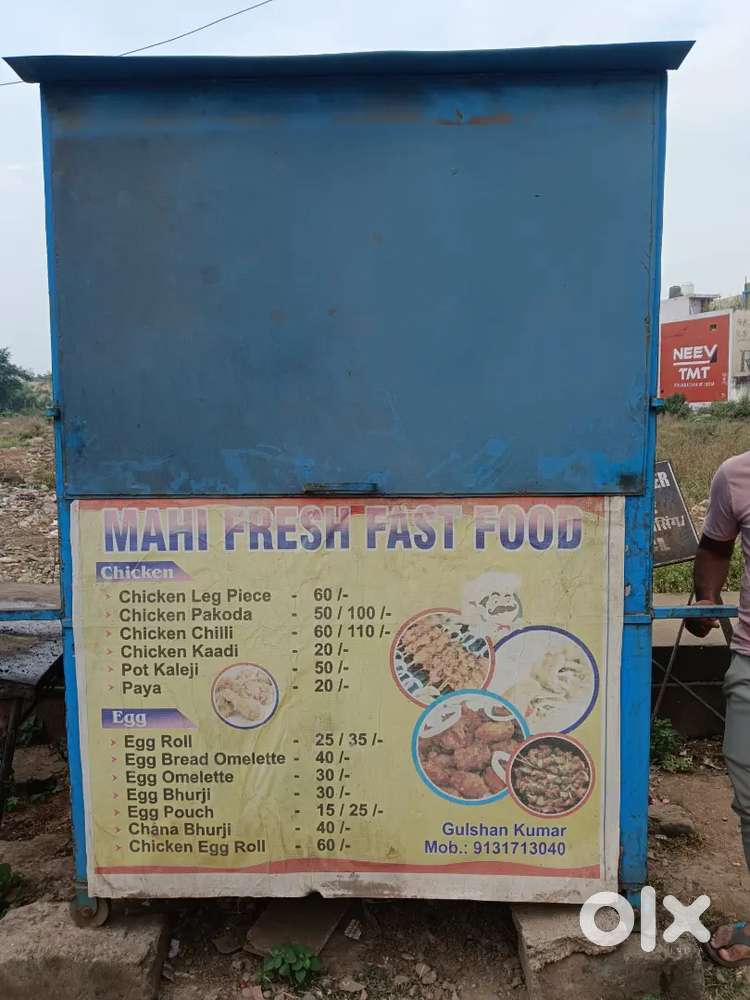 MAHI FRESH FAST FOOD
Chicken
Chicken Leg Piece - 60 /-
Chicken Pakoda - 50 / 100 /-
Chicken Chilli - 60 / 110 /-
Chicken Kaadi - 20 /-
Pot Kaleji - 50 /-
Paya - 20 /-
Egg
Egg Roll - 25 / 35 /-
Egg Bread Omelette - 40 /-
Egg Omelette - 30 /-
Egg Bhurji - 30 /-
Egg Pouch - 15 / 25 /-
Chana Bhurji - 40 /-
Chicken Egg Roll - 60 /-
Gulshan Kumar
Mob.: 9131713040
NEEV
TMT
olx